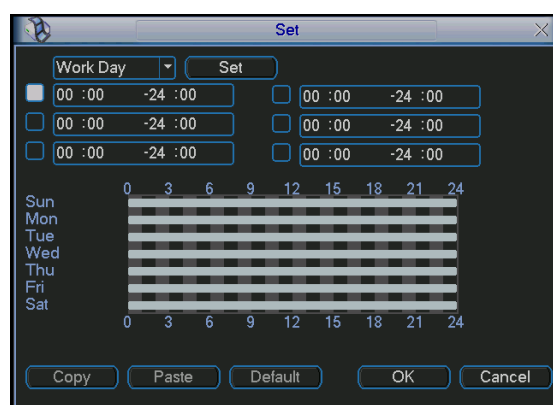 Set
Work Day Set
00 :00 -24 :00 00 :00 -24 :00
00 :00 -24 :00 00 :00 -24 :00
00 :00 -24 :00 00 :00 -24 :00
0 3 6 9 12 15 18 21 24
Sun
Mon
Tue
Wed
Thu
Fri
Sat
0 3 6 9 12 15 18 21 24
Copy Paste Default OK Cancel